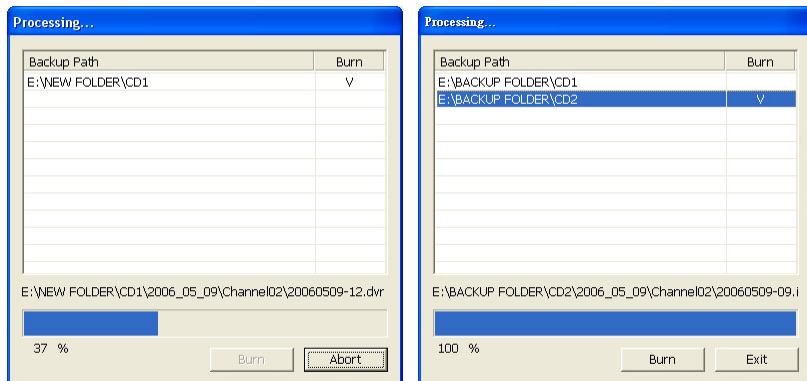 Processing...
Backup Path Burn
E:\NEW FOLDER\CD1 V
E:\NEW FOLDER\CD1\2006_05_09\Channel02\20060509-12.dvr
37 %
Burn Abort
Processing...
Backup Path Burn
E:\BACKUP FOLDER\CD1
E:\BACKUP FOLDER\CD2 V
E:\BACKUP FOLDER\CD2\2006_05_09\Channel02\20060509-09.i
100 %
Burn Exit